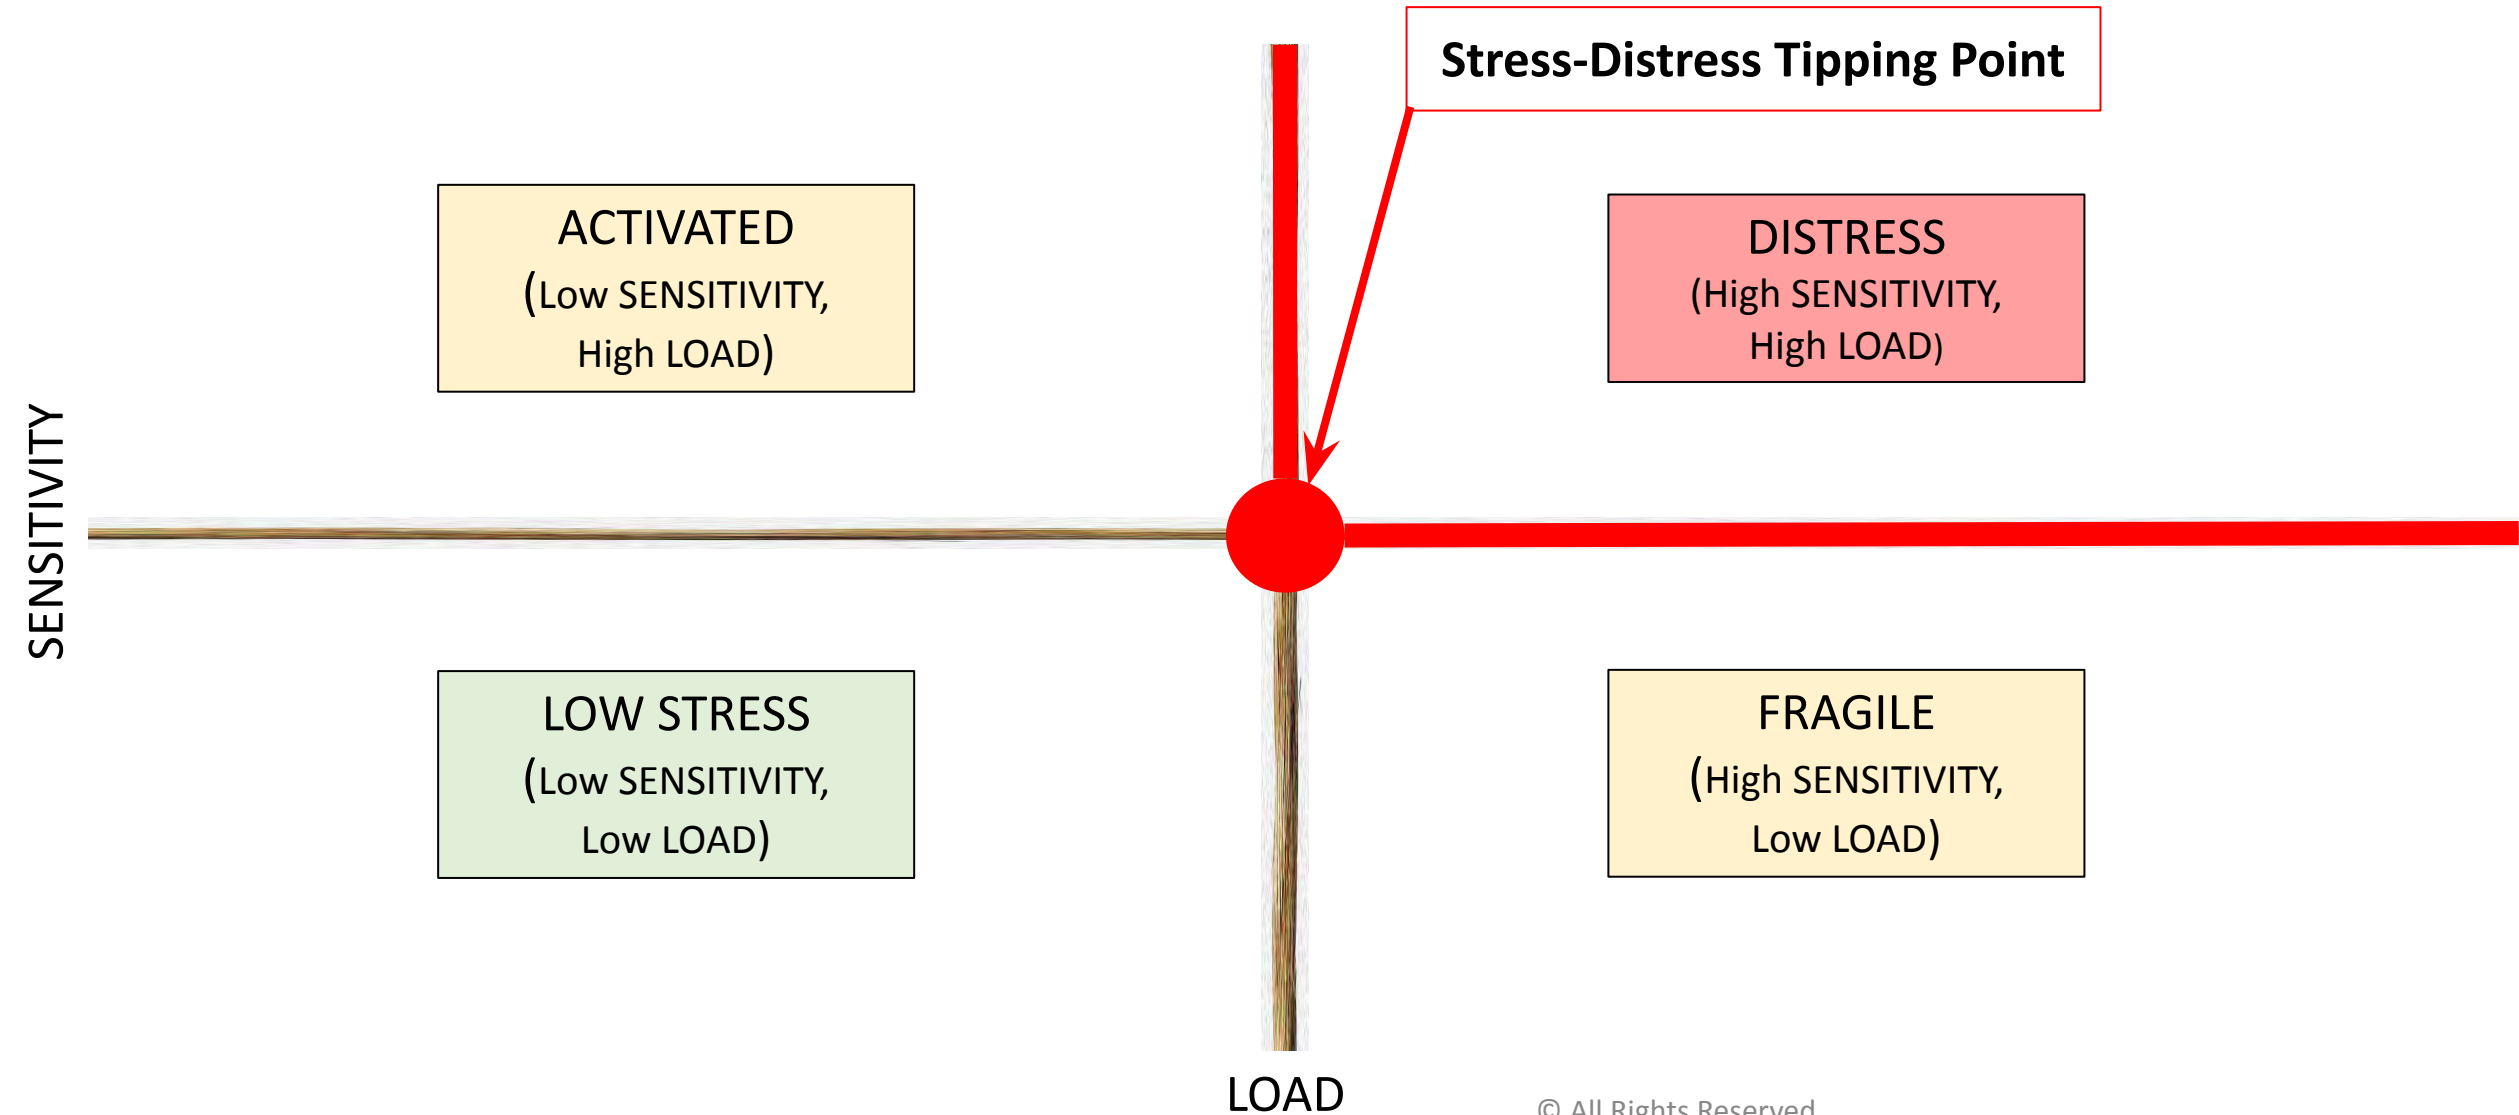 Stress-Distress Tipping Point
ACTIVATED
(Low SENSITIVITY,
High LOAD)
DISTRESS
(High SENSITIVITY,
High LOAD)
SENSITIVITY
LOW STRESS
(Low SENSITIVITY,
Low LOAD)
FRAGILE
(High SENSITIVITY,
Low LOAD)
LOAD
© All Rights Reserved